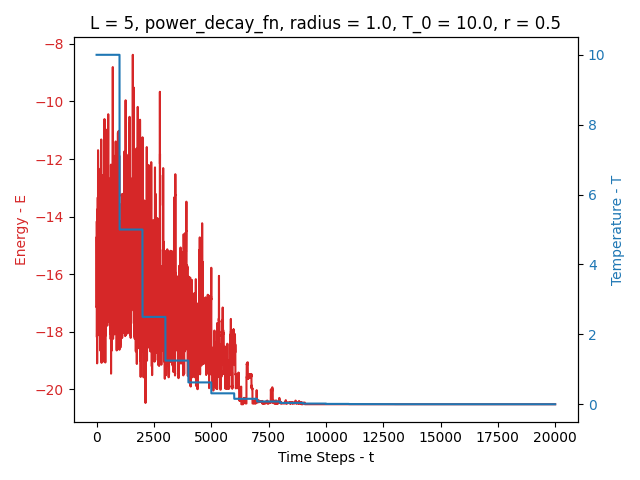 L = 5, power_decay_fn, radius = 1.0, T_0 = 10.0, r = 0.5
−8
−10
−12
−14
−16
−18
−20
Energy - E
10
8
6
4
2
0
Temperature - T
0 2500 5000 7500 10000 12500 15000 17500 20000
Time Steps - t